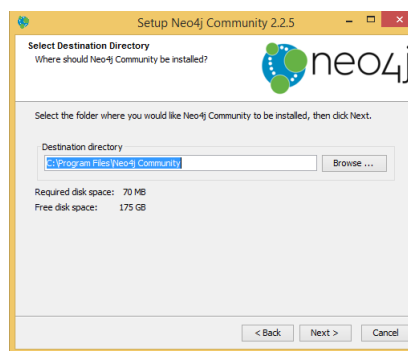 Setup Neo4j Community 2.2.5
Select Destination Directory
Where should Neo4j Community be installed?
neo4j
Select the folder where you would like Neo4j Community to be installed, then click Next.
Destination directory
C:\Program Files\Neo4j Community
Browse ...
Required disk space: 70 MB
Free disk space: 175 GB
< Back Next > Cancel